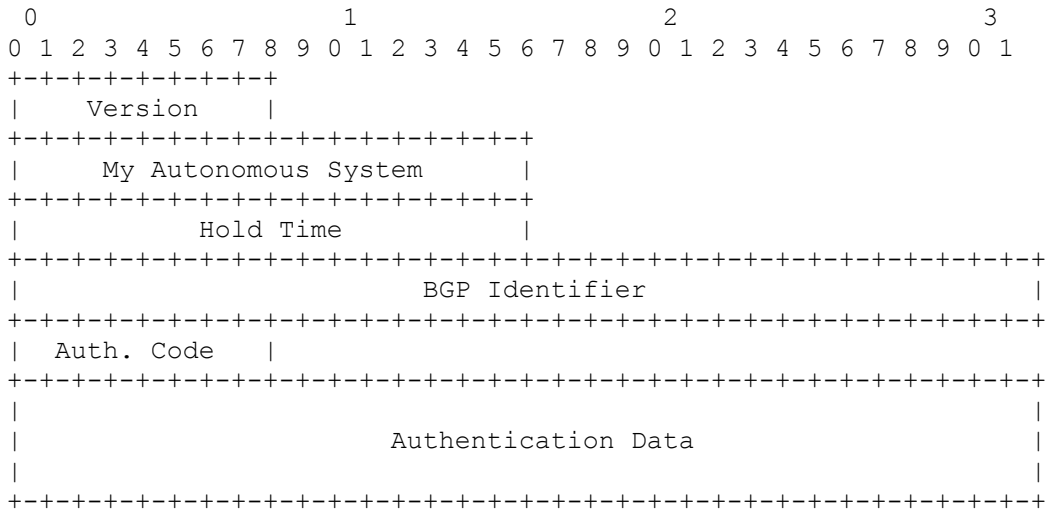 0                   1                   2                   3
0 1 2 3 4 5 6 7 8 9 0 1 2 3 4 5 6 7 8 9 0 1 2 3 4 5 6 7 8 9 0 1
+-+-+-+-+-+-+-+-+
|    Version    |
+-+-+-+-+-+-+-+-+-+-+-+-+-+-+-+-+
|     My Autonomous System      |
+-+-+-+-+-+-+-+-+-+-+-+-+-+-+-+-+
|           Hold Time           |
+-+-+-+-+-+-+-+-+-+-+-+-+-+-+-+-+-+-+-+-+-+-+-+-+-+-+-+-+-+-+-+-+
|                         BGP Identifier                        |
+-+-+-+-+-+-+-+-+-+-+-+-+-+-+-+-+-+-+-+-+-+-+-+-+-+-+-+-+-+-+-+-+
|  Auth. Code   |
+-+-+-+-+-+-+-+-+-+-+-+-+-+-+-+-+-+-+-+-+-+-+-+-+-+-+-+-+-+-+-+-+
|                                                               |
|                       Authentication Data                     |
|                                                               |
+-+-+-+-+-+-+-+-+-+-+-+-+-+-+-+-+-+-+-+-+-+-+-+-+-+-+-+-+-+-+-+-+